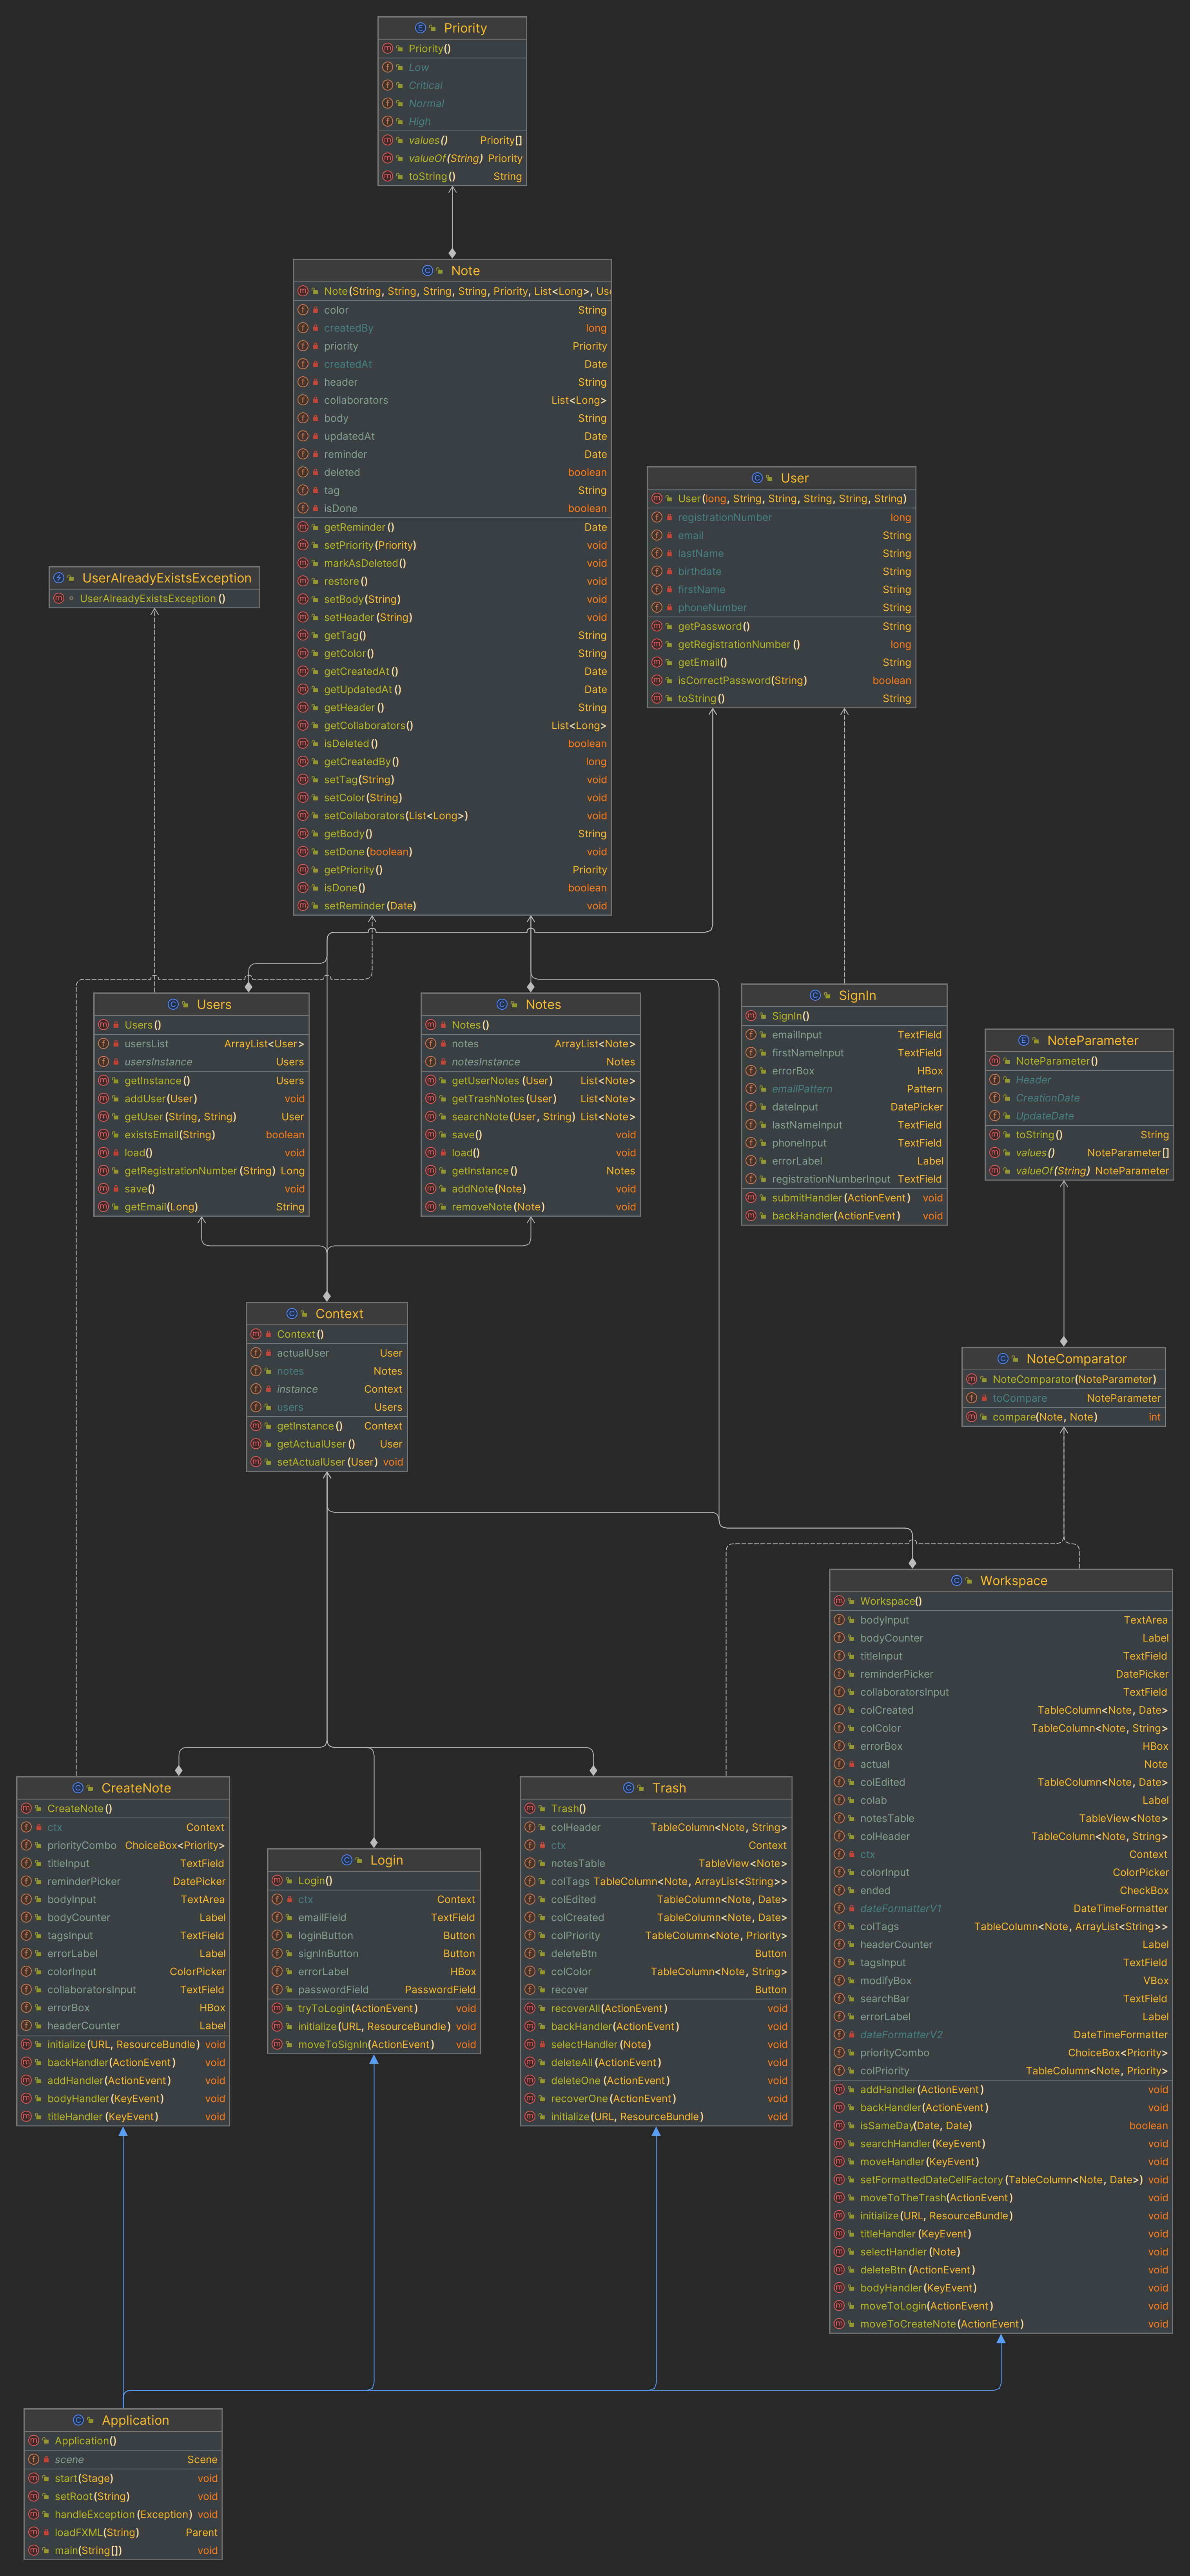 Priority
Priority()
Low
Critical
Normal
High
values() Priority[]
valueOf(String) Priority
toString() String
Note
Note(String, String, String, String, Priority, List<Long>, Us
color String
createdBy long
priority Priority
createdAt Date
header String
collaborators List<Long>
body String
updatedAt Date
reminder Date
deleted boolean
tag String
isDone boolean
getReminder() Date
setPriority(Priority) void
markAsDeleted() void
restore() void
setBody(String) void
setHeader(String) void
getTag() String
getColor() String
getCreatedAt() Date
getUpdatedAt() Date
getHeader() String
getCollaborators() List<Long>
isDeleted() boolean
getCreatedBy() long
setTag(String) void
setColor(String) void
setCollaborators(List<Long>) void
getBody() String
setDone(boolean) void
getPriority() Priority
isDone() boolean
setReminder(Date) void
User
User(long, String, String, String, String, String)
registrationNumber long
email String
lastName String
birthdate String
firstName String
phoneNumber String
getPassword() String
getRegistrationNumber() long
getEmail() String
isCorrectPassword(String) boolean
toString() String
UserAlreadyExistsException
UserAlreadyExistsException()
Users
Users()
usersList ArrayList<User>
usersInstance Users
getInstance() Users
addUser(User) void
getUser(String, String) User
existsEmail(String) boolean
load() void
getRegistrationNumber(String) Long
save() void
getEmail(Long) String
Notes
Notes()
notes ArrayList<Note>
notesInstance Notes
getUserNotes(User) List<Note>
getTrashNotes(User) List<Note>
searchNote(User, String) List<Note>
save() void
load() void
getInstance() Notes
addNote(Note) void
removeNote(Note) void
SignIn
SignIn()
emailInput TextField
firstNameInput TextField
errorBox HBox
emailPattern Pattern
dateInput DatePicker
lastNameInput TextField
phoneInput TextField
errorLabel Label
registrationNumberInput TextField
submitHandler(ActionEvent) void
backHandler(ActionEvent) void
NoteParameter
NoteParameter()
Header
CreationDate
UpdateDate
toString() String
values() NoteParameter[]
valueOf(String) NoteParameter
Context
Context()
actualUser User
notes Notes
instance Context
users Users
getInstance() Context
getActualUser() User
setActualUser(User) void
NoteComparator
NoteComparator(NoteParameter)
toCompare NoteParameter
compare(Note, Note) int
Workspace
Workspace()
bodyInput TextArea
bodyCounter Label
titleInput TextField
reminderPicker DatePicker
collaboratorsInput TextField
colCreated TableColumn<Note, Date>
colColor TableColumn<Note, String>
errorBox HBox
actual Note
colEdited TableColumn<Note, Date>
colab Label
notesTable TableView<Note>
colHeader TableColumn<Note, String>
ctx Context
colorInput ColorPicker
ended CheckBox
dateFormatterV1 DateTimeFormatter
colTags TableColumn<Note, ArrayList<String>>
headerCounter Label
tagsInput TextField
modifyBox VBox
searchBar TextField
errorLabel Label
dateFormatterV2 DateTimeFormatter
priorityCombo ChoiceBox<Priority>
colPriority TableColumn<Note, Priority>
addHandler(ActionEvent) void
backHandler(ActionEvent) void
isSameDay(Date, Date) boolean
searchHandler(KeyEvent) void
moveHandler(KeyEvent) void
setFormattedDateCellFactory(TableColumn<Note, Date>) void
moveToTheTrash(ActionEvent) void
initialize(URL, ResourceBundle) void
titleHandler(KeyEvent) void
selectHandler(Note) void
deleteBtn(ActionEvent) void
bodyHandler(KeyEvent) void
moveToLogin(ActionEvent) void
moveToCreateNote(ActionEvent) void
CreateNote
CreateNote()
ctx Context
priorityCombo ChoiceBox<Priority>
titleInput TextField
reminderPicker DatePicker
bodyInput TextArea
bodyCounter Label
tagsInput TextField
errorLabel Label
colorInput ColorPicker
collaboratorsInput TextField
errorBox HBox
headerCounter Label
initialize(URL, ResourceBundle) void
backHandler(ActionEvent) void
addHandler(ActionEvent) void
bodyHandler(KeyEvent) void
titleHandler(KeyEvent) void
Login
Login()
ctx Context
emailField TextField
loginButton Button
signInButton Button
errorLabel HBox
passwordField PasswordField
tryToLogin(ActionEvent) void
initialize(URL, ResourceBundle) void
moveToSignIn(ActionEvent) void
Trash
Trash()
colHeader TableColumn<Note, String>
ctx Context
notesTable TableView<Note>
colTags TableColumn<Note, ArrayList<String>>
colEdited TableColumn<Note, Date>
colCreated TableColumn<Note, Date>
colPriority TableColumn<Note, Priority>
deleteBtn Button
colColor TableColumn<Note, String>
recover Button
recoverAll(ActionEvent) void
backHandler(ActionEvent) void
selectHandler(Note) void
deleteAll(ActionEvent) void
deleteOne(ActionEvent) void
recoverOne(ActionEvent) void
initialize(URL, ResourceBundle) void
Application
Application()
scene Scene
start(Stage) void
setRoot(String) void
handleException(Exception) void
loadFXML(String) Parent
main(String[]) void